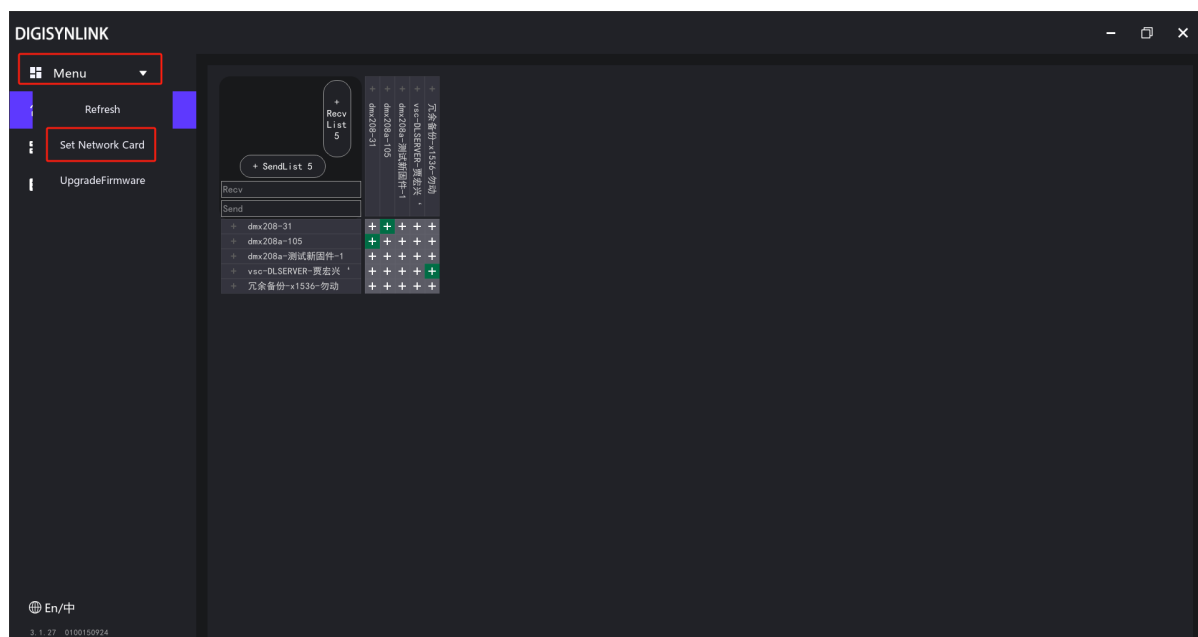 DIGISYNLINK
Menu
Refresh
Set Network Card
UpgradeFirmware
+
Recv
List
5
+ SendList 5
Recv
Send
+ dmx208-31
+ dmx208a-105
+ dmx208a-测试新固件-1
+ vsc-DLSERVER-贾宏兴 '
+ 冗余备份-x1536-勿动
+ + + + +
dmx208-31
dmx208a-105
dmx208a-测试新固件-1
vsc-DLSERVER-贾宏兴 '
冗余备份-x1536-勿动
+ + + + +
+ + + + +
+ + + + +
+ + + + +
+ + + + +
En/中
3.1.27 0100150924